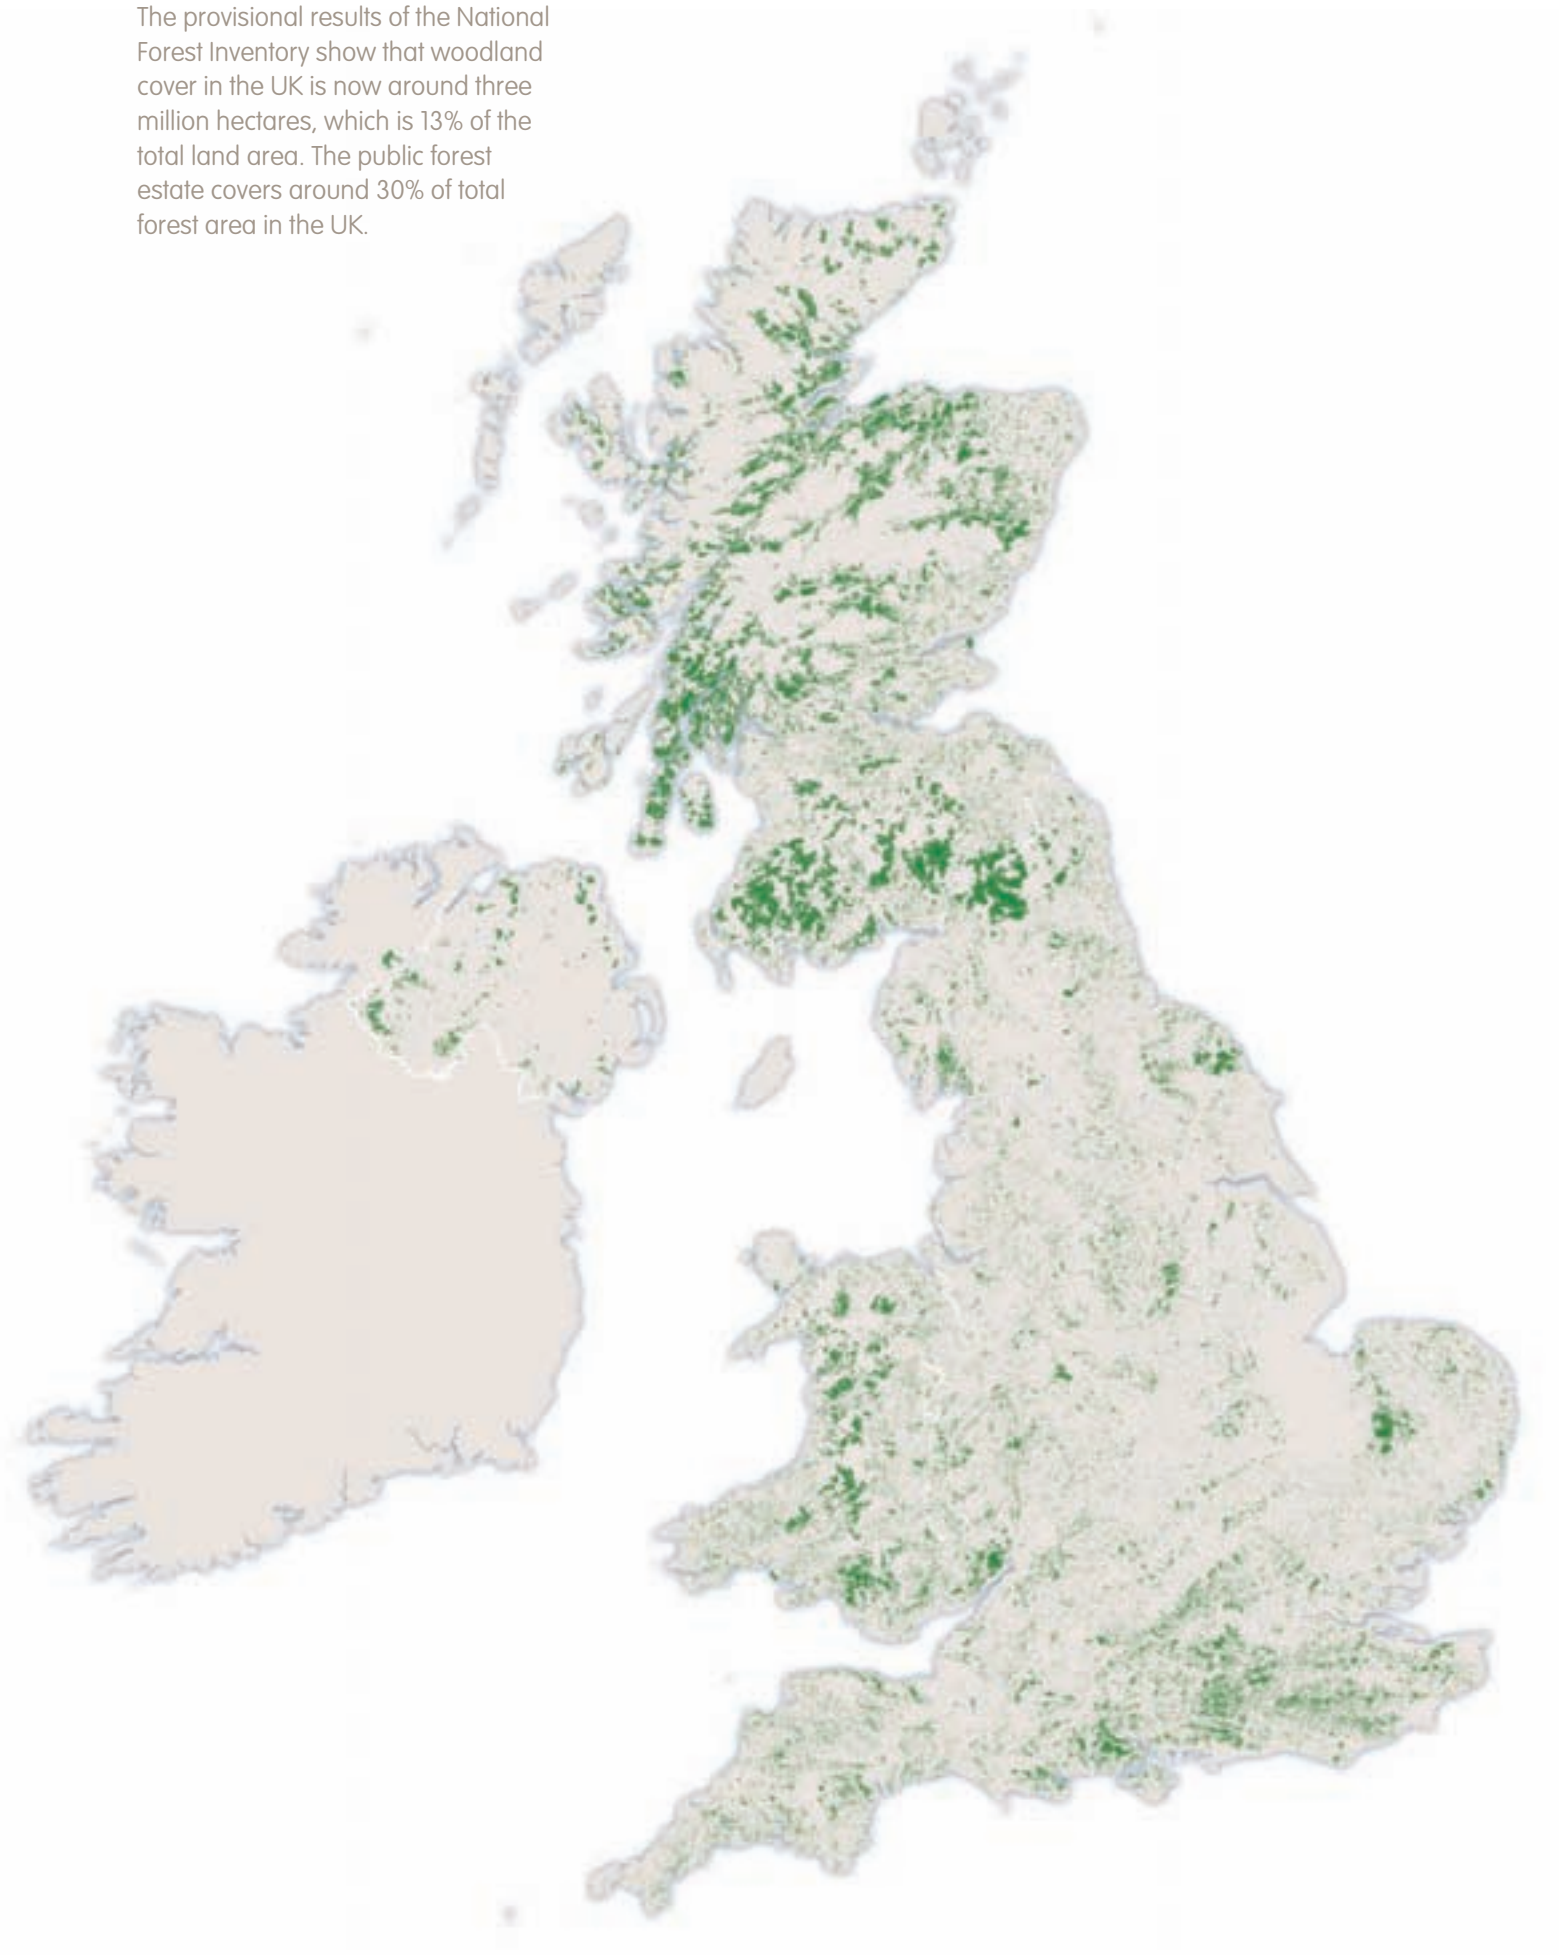 The provisional results of the National
Forest Inventory show that woodland
cover in the UK is now around three
million hectares, which is 13% of the
total land area. The public forest
estate covers around 30% of total
forest area in the UK.